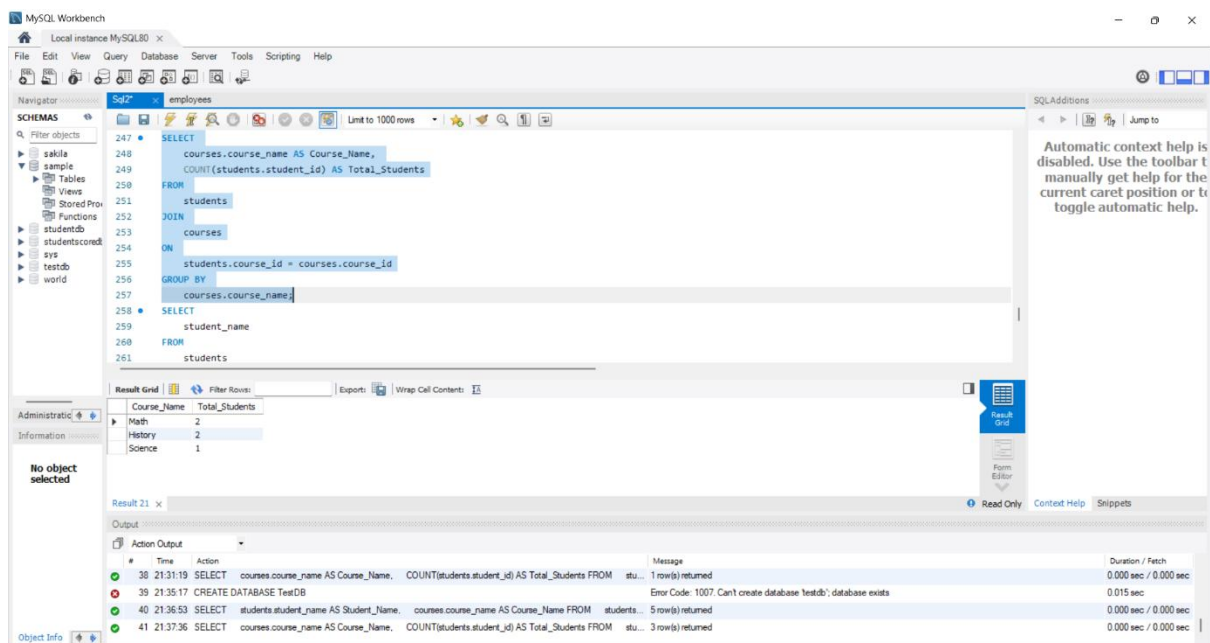 MySQL Workbench
Local instance MySQL80 ×
File Edit View Query Database Server Tools Scripting Help
Navigator
SCHEMAS
Filter objects
sakila
sample
Tables
Views
Stored Pro
Functions
studentdb
studentscoredb
sys
testdb
world
Administratic
Information
No object
selected
Object Info
Sql2* × employees
Limit to 1000 rows
247 SELECT
248 courses.course_name AS Course_Name,
249 COUNT(students.student_id) AS Total_Students
250 FROM
251 students
252 JOIN
253 courses
254 ON
255 students.course_id = courses.course_id
256 GROUP BY
257 courses.course_name;
258 SELECT
259 student_name
260 FROM
261 students
Result Grid Filter Rows: Export: Wrap Cell Content:
Course_Name Total_Students
Math 2
History 2
Science 1
Result
Grid
Form
Editor
Result 21 × Read Only
Output
Action Output
# Time Action Message Duration / Fetch
38 21:31:19 SELECT courses.course_name AS Course_Name, COUNT(students.student_id) AS Total_Students FROM stu... 1 row(s) returned 0.000 sec / 0.000 sec
39 21:35:17 CREATE DATABASE TestDB Error Code: 1007. Can't create database 'testdb'; database exists 0.015 sec
40 21:36:53 SELECT students.student_name AS Student_Name, courses.course_name AS Course_Name FROM students... 5 row(s) returned 0.000 sec / 0.000 sec
41 21:37:36 SELECT courses.course_name AS Course_Name, COUNT(students.student_id) AS Total_Students FROM stu... 3 row(s) returned 0.000 sec / 0.000 sec
SQLAdditions
Jump to
Automatic context help is
disabled. Use the toolbar t
manually get help for the
current caret position or to
toggle automatic help.
Context Help Snippets